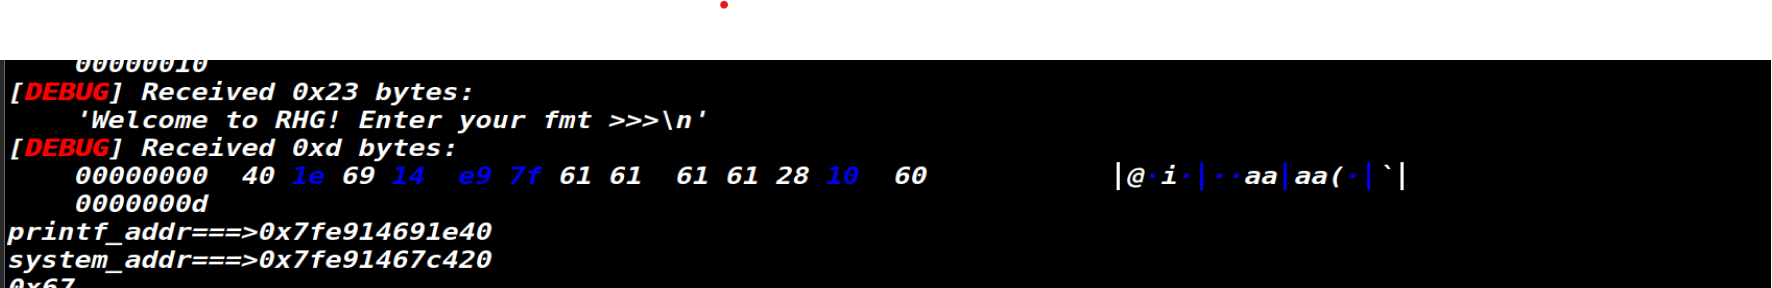 00000010
[DEBUG] Received 0x23 bytes:
'Welcome to RHG! Enter your fmt >>>\n'
[DEBUG] Received 0xd bytes:
00000000  40 1e 69 14  e9 7f 61 61  61 61 28 10  60  |@·i·|··aa|aa(·|`|
0000000d
printf_addr===>0x7fe914691e40
system_addr===>0x7fe91467c420
0x67